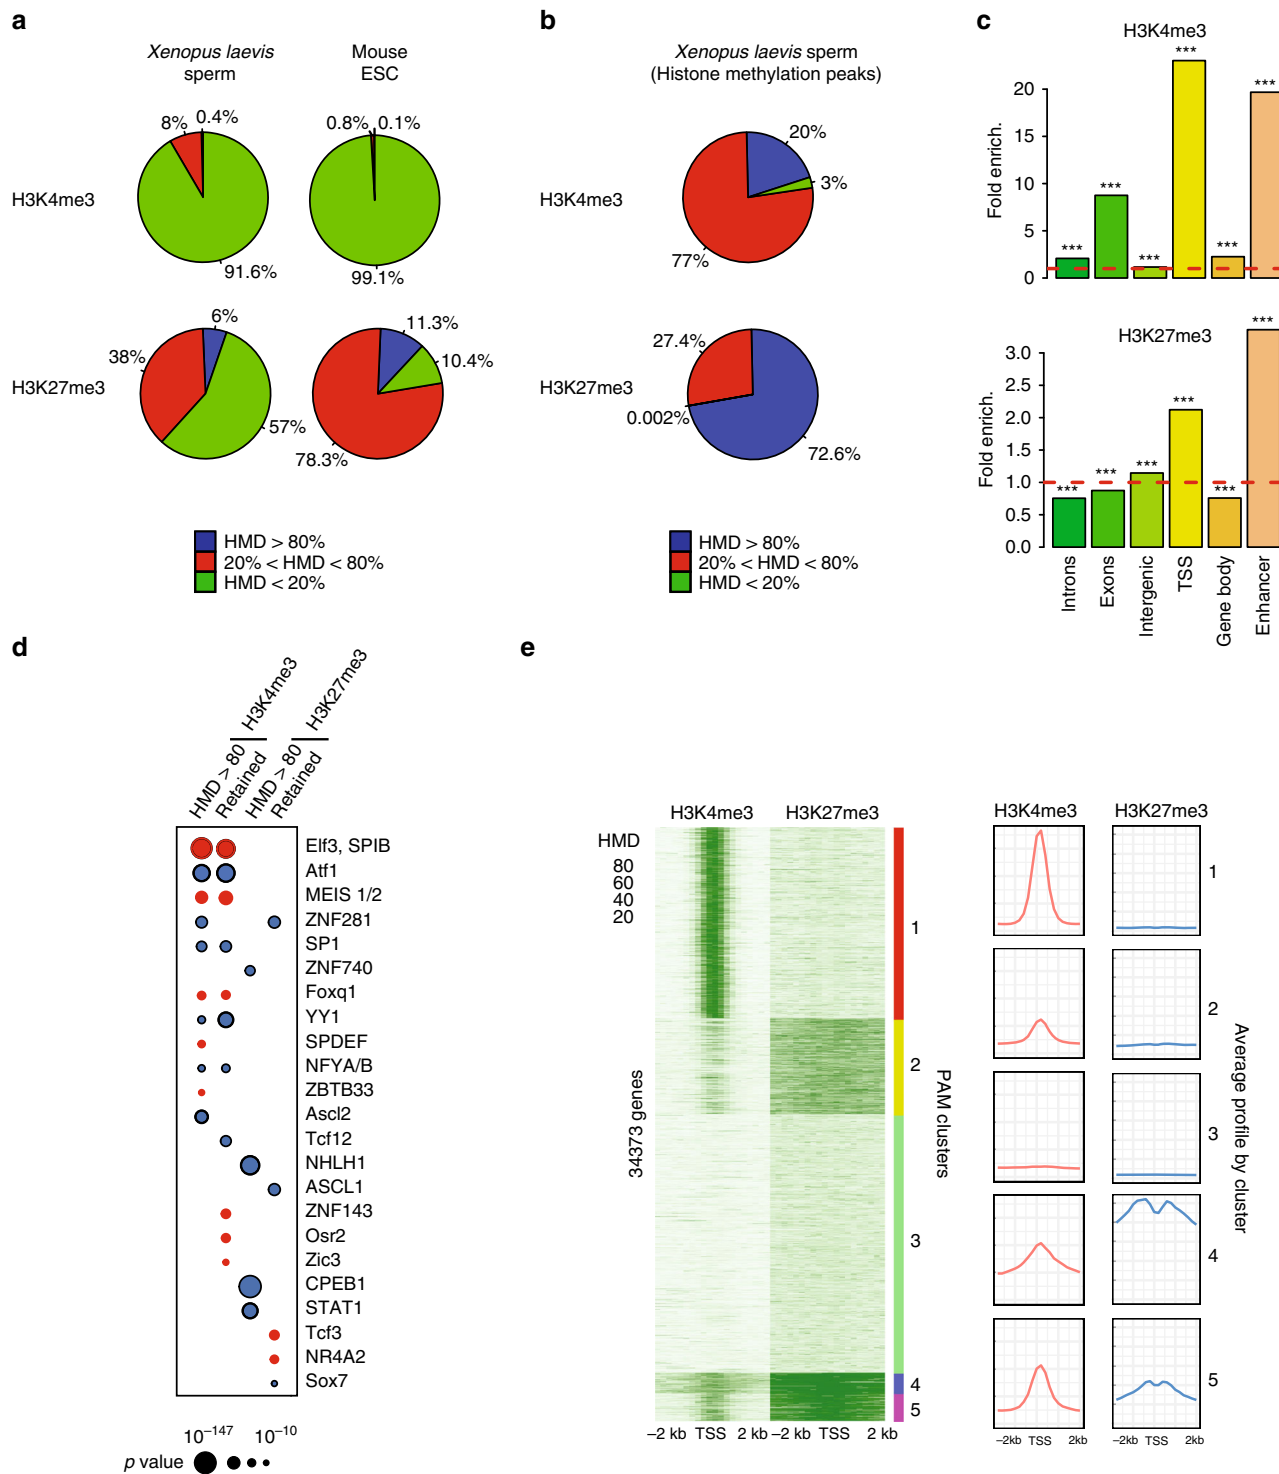 a
Xenopus laevis
sperm
Mouse
ESC
H3K4me3
8%
0.4%
91.6%
0.8%
0.1%
99.1%
H3K27me3
6%
38%
57%
11.3%
10.4%
78.3%
HMD > 80%
20% < HMD < 80%
HMD < 20%
b
Xenopus laevis sperm
(Histone methylation peaks)
H3K4me3
20%
3%
77%
H3K27me3
27.4%
0.002%
72.6%
HMD > 80%
20% < HMD < 80%
HMD < 20%
c
H3K4me3
Fold enrich.
20
15
10
5
0
***
***
***
***
***
***
H3K27me3
Fold enrich.
3.0
2.5
2.0
1.5
1.0
0.5
0.0
***
***
***
***
***
***
Introns
Exons
Intergenic
TSS
Gene body
Enhancer
d
H3K4me3
H3K27me3
HMD > 80
Retained
HMD > 80
Retained
Elf3, SPIB
Atf1
MEIS 1/2
ZNF281
SP1
ZNF740
Foxq1
YY1
SPDEF
NFYA/B
ZBTB33
Ascl2
Tcf12
NHLH1
ASCL1
ZNF143
Osr2
Zic3
CPEB1
STAT1
Tcf3
NR4A2
Sox7
10⁻¹⁴⁷
10⁻¹⁰
p value
e
H3K4me3
H3K27me3
HMD
80
60
40
20
34373 genes
1
2
3
4
5
PAM clusters
−2 kb TSS 2 kb
−2 kb TSS 2 kb
H3K4me3
H3K27me3
1
2
3
4
5
Average profile by cluster
−2kb TSS 2kb
−2kb TSS 2kb